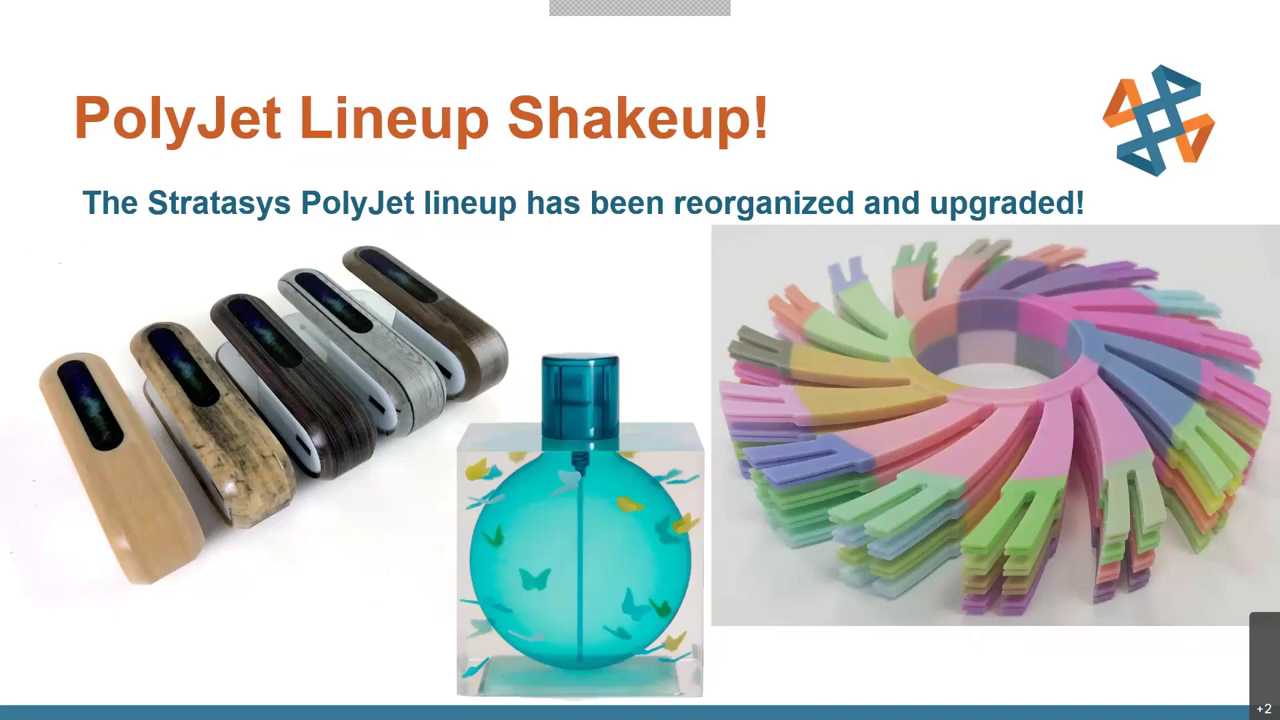 PolyJet Lineup Shakeup!
The Stratasys PolyJet lineup has been reorganized and upgraded!
+2